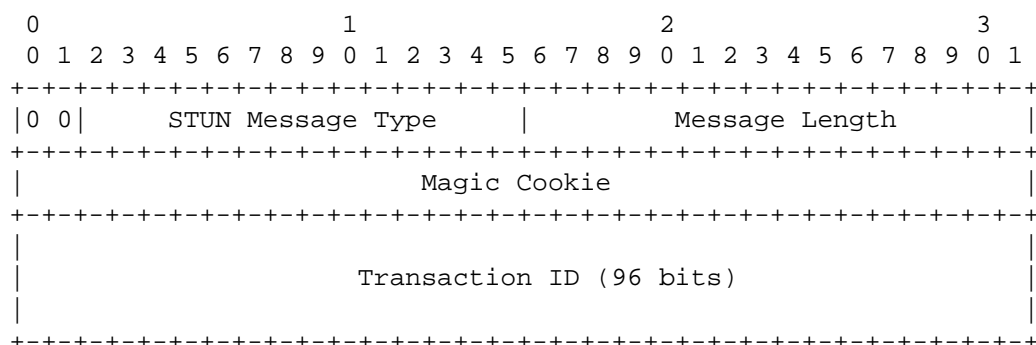 0                   1                   2                   3
 0 1 2 3 4 5 6 7 8 9 0 1 2 3 4 5 6 7 8 9 0 1 2 3 4 5 6 7 8 9 0 1
+-+-+-+-+-+-+-+-+-+-+-+-+-+-+-+-+-+-+-+-+-+-+-+-+-+-+-+-+-+-+-+-+
|0 0|     STUN Message Type     |         Message Length        |
+-+-+-+-+-+-+-+-+-+-+-+-+-+-+-+-+-+-+-+-+-+-+-+-+-+-+-+-+-+-+-+-+
|                         Magic Cookie                          |
+-+-+-+-+-+-+-+-+-+-+-+-+-+-+-+-+-+-+-+-+-+-+-+-+-+-+-+-+-+-+-+-+
|                                                               |
|                     Transaction ID (96 bits)                  |
|                                                               |
+-+-+-+-+-+-+-+-+-+-+-+-+-+-+-+-+-+-+-+-+-+-+-+-+-+-+-+-+-+-+-+-+